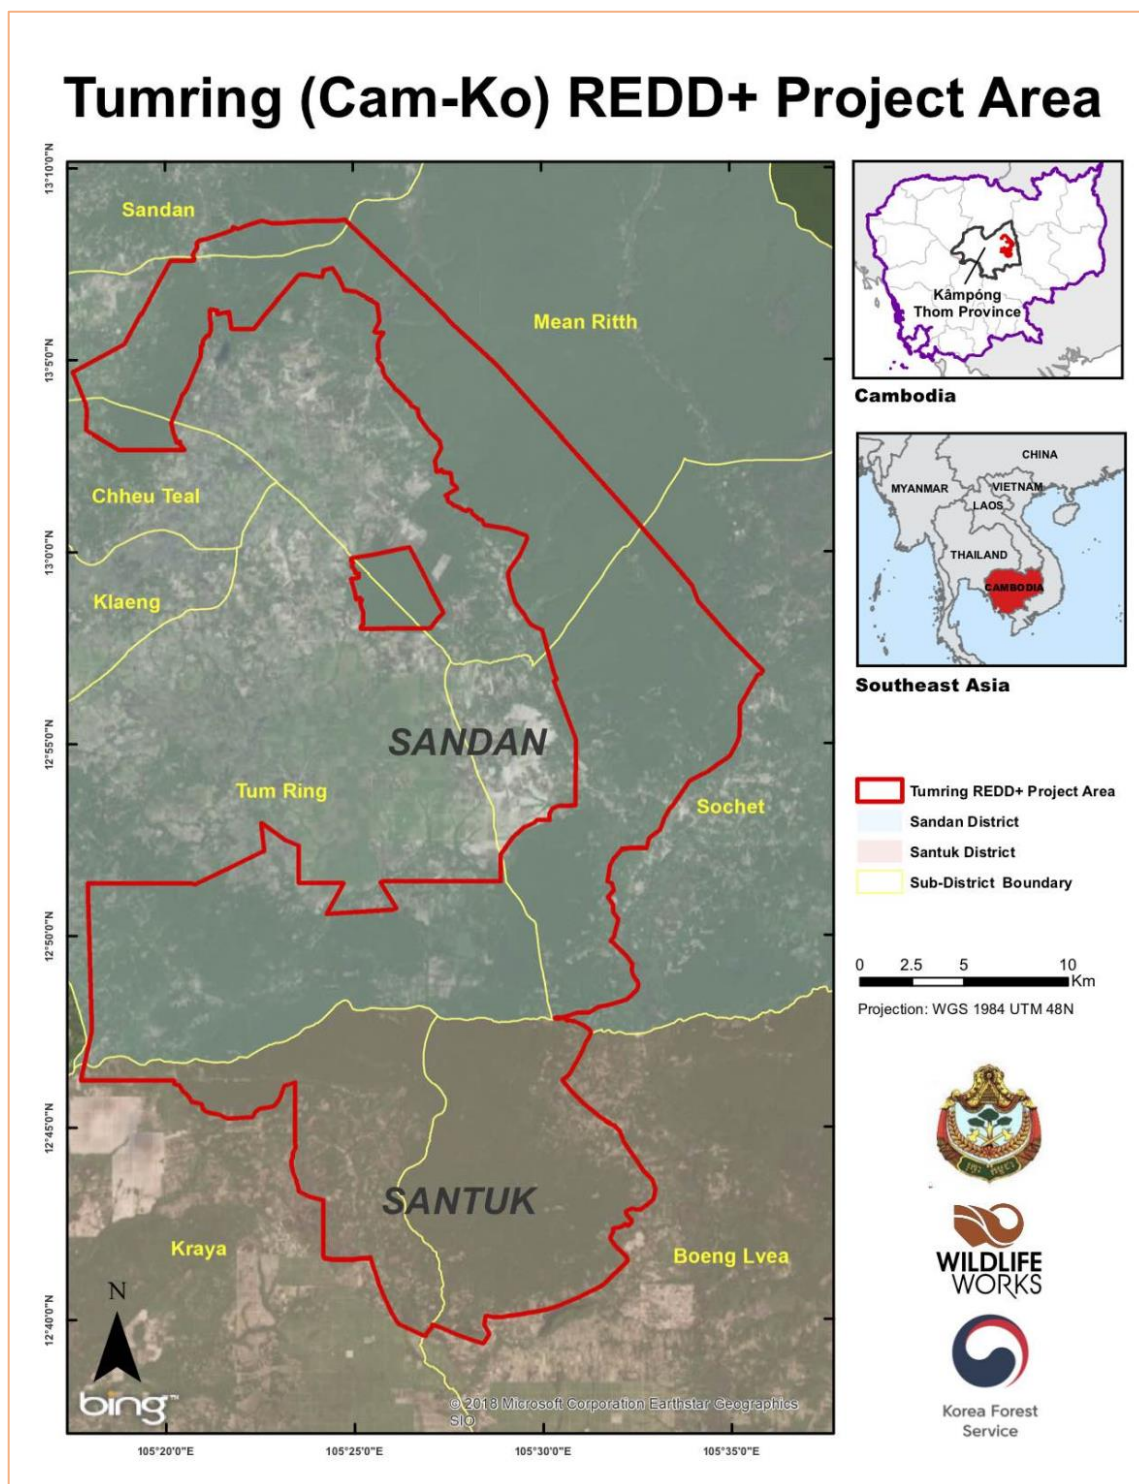 Tumring (Cam-Ko) REDD+ Project Area
13°10'0"N
13°5'0"N
13°0'0"N
12°55'0"N
12°50'0"N
12°45'0"N
12°40'0"N
Sandan
Mean Ritth
Chheu Teal
Klaeng
SANDAN
Tum Ring
Sochet
SANTUK
Kraya
Boeng Lvea
N
bing™
© 2018 Microsoft Corporation Earthstar Geographics
SIO
105°20'0"E
105°25'0"E
105°30'0"E
105°35'0"E
Kâmpóng
Thom Province
Cambodia
CHINA
MYANMAR
VIETNAM
LAOS
THAILAND
CAMBODIA
Southeast Asia
Tumring REDD+ Project Area
Sandan District
Santuk District
Sub-District Boundary
0 2.5 5 10
Km
Projection: WGS 1984 UTM 48N
WILDLIFE
WORKS
Korea Forest
Service